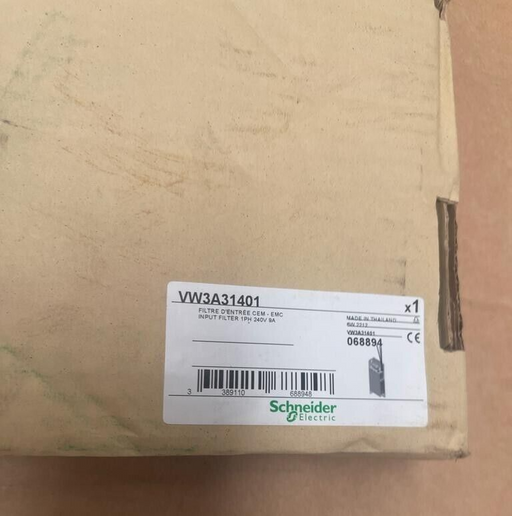 VW3A31401
x1
FILTRE D'ENTRÉE CEM - EMC
INPUT FILTER 1PH 240V 9A
MADE IN THAILAND
VW3A31401
068894
CE
3 389110 688948
Schneider
Electric